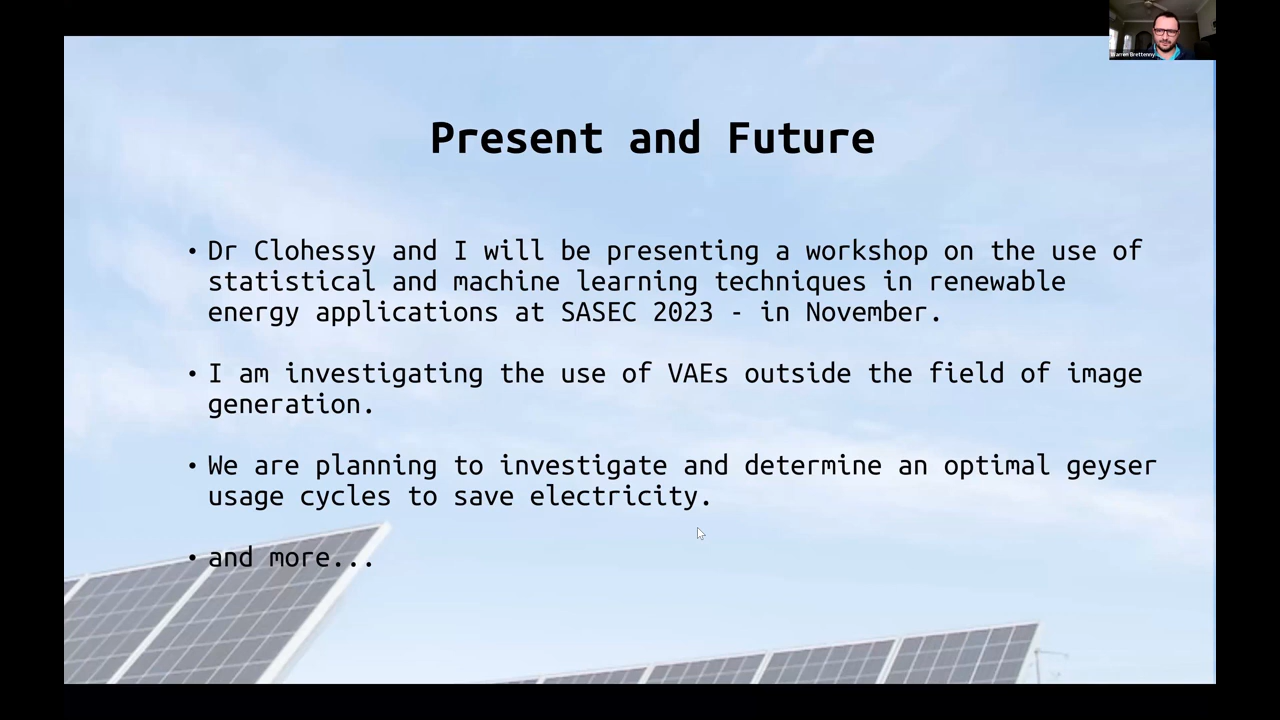 Warren Brettenny
Present and Future
• Dr Clohessy and I will be presenting a workshop on the use of
statistical and machine learning techniques in renewable
energy applications at SASEC 2023 - in November.
• I am investigating the use of VAEs outside the field of image
generation.
• We are planning to investigate and determine an optimal geyser
usage cycles to save electricity.
• and more...